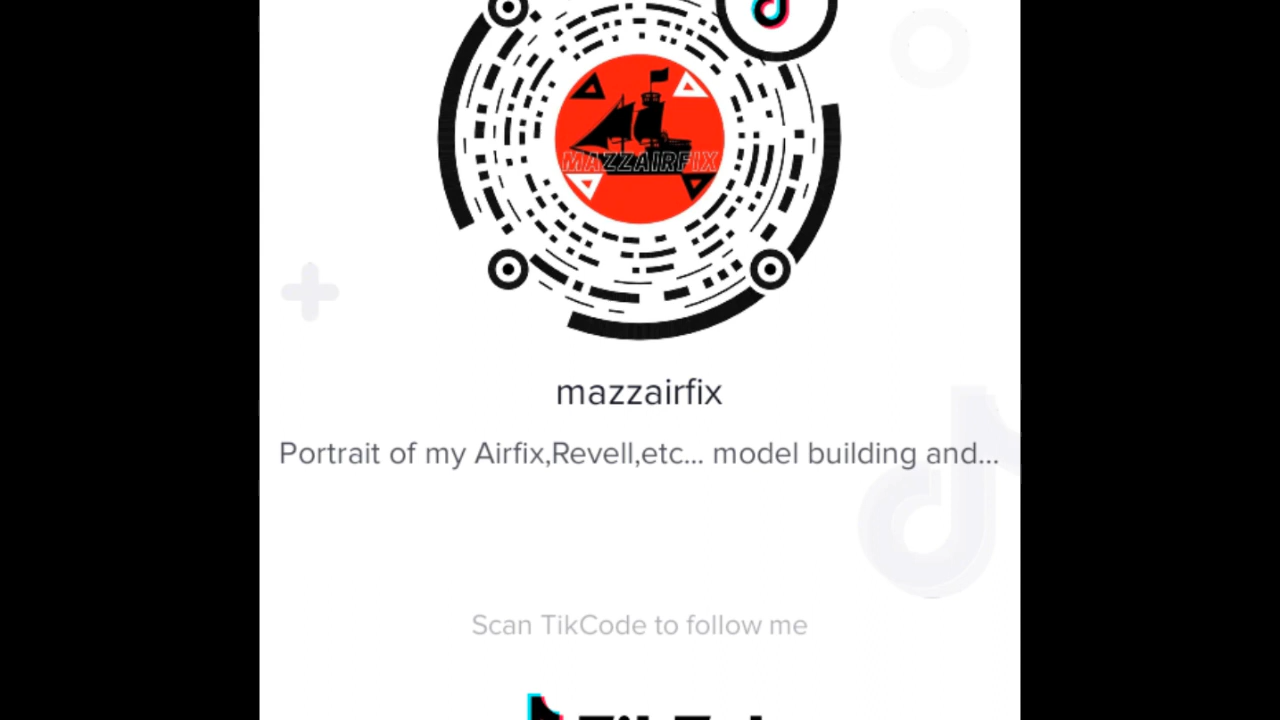 MAZZAIRFIX
mazzairfix
Portrait of my Airfix,Revell,etc... model building and...
Scan TikCode to follow me